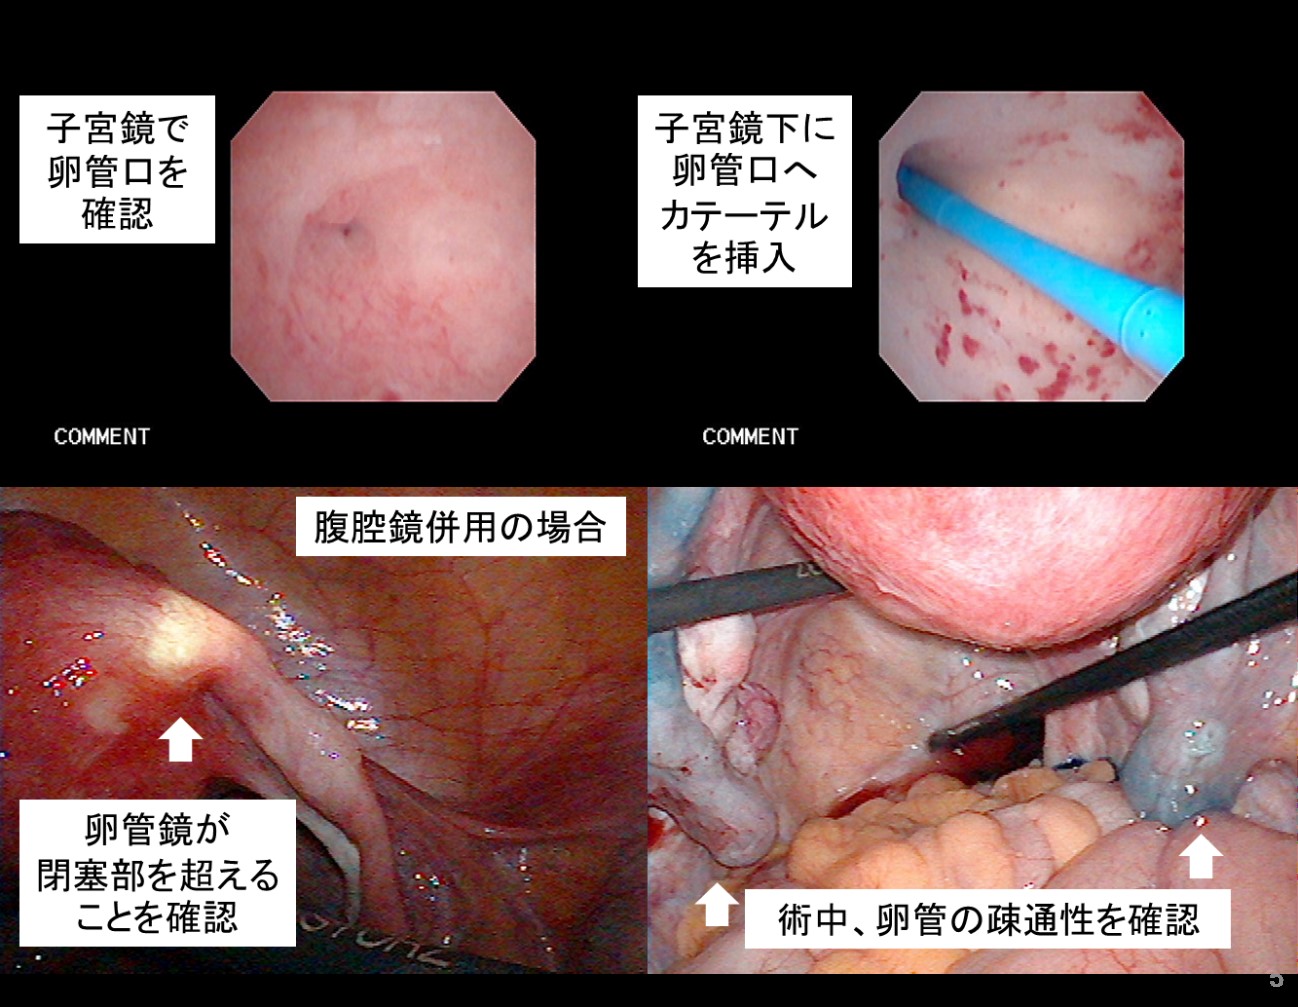 子宮鏡で
卵管口を
確認
子宮鏡下に
卵管口へ
カテーテル
を挿入
COMMENT
COMMENT
腹腔鏡併用の場合
卵管鏡が
閉塞部を超える
ことを確認
術中、卵管の疎通性を確認
5